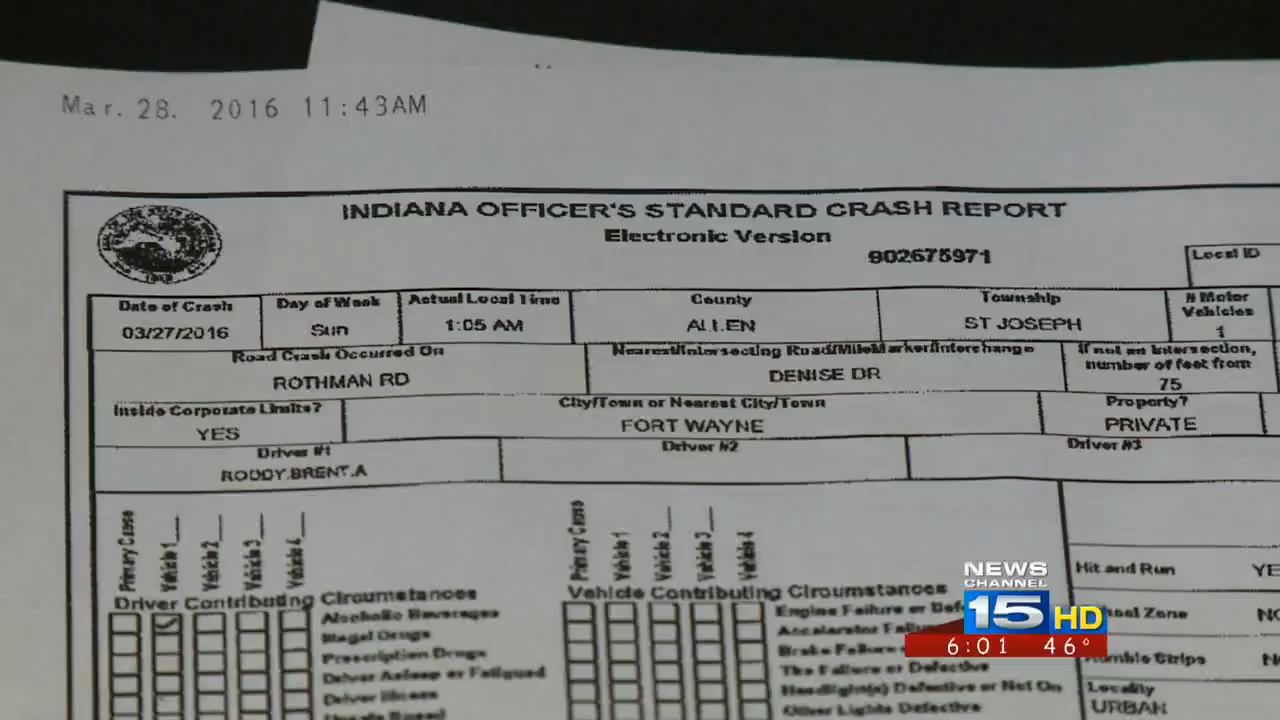 Mar. 28. 2016 11:43AM
INDIANA OFFICER'S STANDARD CRASH REPORT
Electronic Version
902675971
Local ID
Date of Crash Day of Week Actual Local Time County Township # Motor Vehicles
03/27/2016 Sun 1:05 AM ALLEN ST JOSEPH 1
Road Crash Occurred On Nearest/Intersecting Road/MileMarker/Interchange If not an intersection, number of feet from
ROTHMAN RD DENISE DR 75
Inside Corporate Limits? City/Town or Nearest City/Town Property?
YES FORT WAYNE PRIVATE
Driver #1 Driver #2 Driver #3
RODDY.BRENT.A
Primary Cause Vehicle 1 Vehicle 2 Vehicle 3 Vehicle 4
Primary Cause Vehicle 1 Vehicle 2 Vehicle 3 Vehicle 4
Driver Contributing Circumstances Vehicle Contributing Circumstances
Alcoholic Beverages
Illegal Drugs
Prescription Drugs
Driver Asleep or Fatigued
Driver Illness
Unsafe Speed
Engine Failure or
Accelerator
Brake
Tire Failure or Defective
Headlight(s) Defective or Not On
Other Lights Defective
Hit and Run YE
Zone NO
Strips
Locality
URBAN
NEWS
CHANNEL
15 HD
6:01 46°